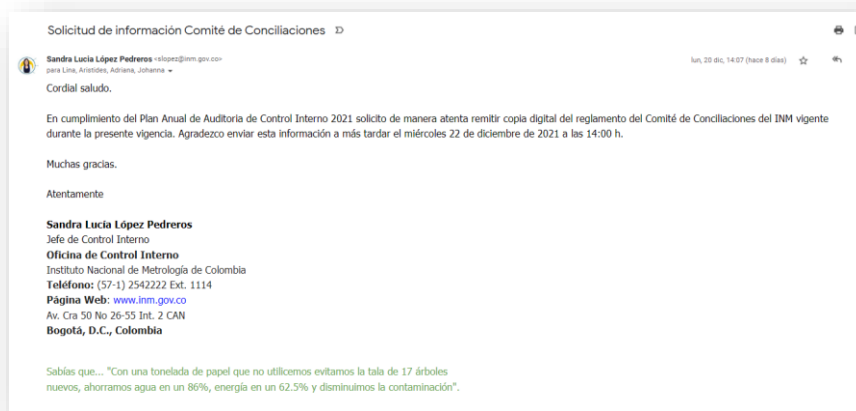 Solicitud de información Comité de Conciliaciones
Sandra Lucía López Pedreros <slopez@inm.gov.co>
lun, 20 dic, 14:07 (hace 8 días)
para Lina, Aristides, Adriana, Johanna
Cordial saludo.
En cumplimiento del Plan Anual de Auditoria de Control Interno 2021 solicito de manera atenta remitir copia digital del reglamento del Comité de Conciliaciones del INM vigente
durante la presente vigencia. Agradezco enviar esta información a más tardar el miércoles 22 de diciembre de 2021 a las 14:00 h.
Muchas gracias.
Atentamente
Sandra Lucía López Pedreros
Jefe de Control Interno
Oficina de Control Interno
Instituto Nacional de Metrología de Colombia
Teléfono: (57-1) 2542222 Ext. 1114
Página Web: www.inm.gov.co
Av. Cra 50 No 26-55 Int. 2 CAN
Bogotá, D.C., Colombia
Sabías que... "Con una tonelada de papel que no utilicemos evitamos la tala de 17 árboles
nuevos, ahorramos agua en un 86%, energía en un 62.5% y disminuimos la contaminación".